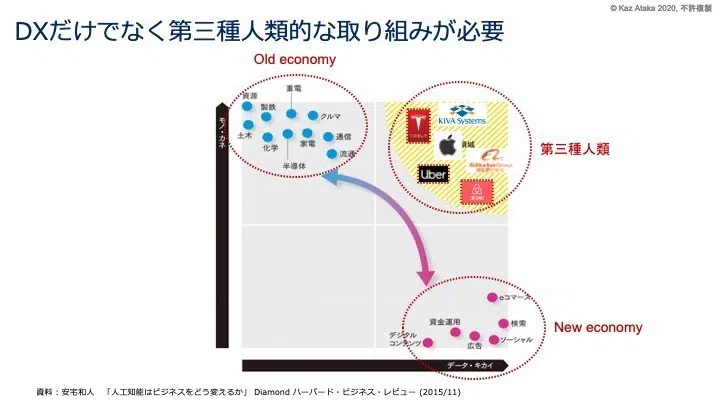 © Kaz Ataka 2020, 不許複製
DXだけでなく第三種人類的な取り組みが必要
Old economy
重電
資源
製鉄
クルマ
土木
化学
家電
通信
半導体
流通
モノ・カネ
KIVA Systems
領域
Alibaba Group
Uber
第三種人類
eコマース
資金運用
検索
デジタル
コンテンツ
広告
ソーシャル
New economy
データ・キカイ
資料:安宅和人 「人工知能はビジネスをどう変えるか」 Diamond ハーバード・ビジネス・レビュー (2015/11)